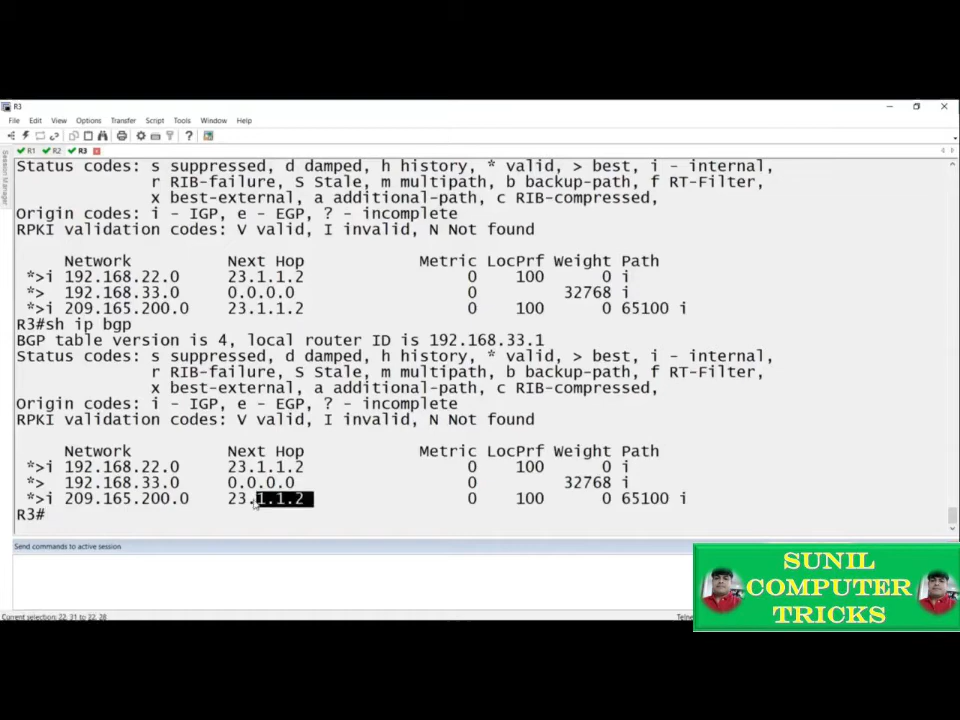 R3
File Edit View Options Transfer Script Tools Window Help
R1 R2 R3
Session Manager
Status codes: s suppressed, d damped, h history, * valid, > best, i - internal,
r RIB-failure, S Stale, m multipath, b backup-path, f RT-Filter,
x best-external, a additional-path, c RIB-compressed,
Origin codes: i - IGP, e - EGP, ? - incomplete
RPKI validation codes: V valid, I invalid, N Not found
Network Next Hop Metric LocPrf Weight Path
*>i 192.168.22.0 23.1.1.2 0 100 0 i
*> 192.168.33.0 0.0.0.0 0 32768 i
*>i 209.165.200.0 23.1.1.2 0 100 0 65100 i
R3#sh ip bgp
BGP table version is 4, local router ID is 192.168.33.1
Status codes: s suppressed, d damped, h history, * valid, > best, i - internal,
r RIB-failure, S Stale, m multipath, b backup-path, f RT-Filter,
x best-external, a additional-path, c RIB-compressed,
Origin codes: i - IGP, e - EGP, ? - incomplete
RPKI validation codes: V valid, I invalid, N Not found
Network Next Hop Metric LocPrf Weight Path
*>i 192.168.22.0 23.1.1.2 0 100 0 i
*> 192.168.33.0 0.0.0.0 0 32768 i
*>i 209.165.200.0 23.1.1.2 0 100 0 65100 i
R3#
Send commands to active session
Current selection: 22, 31 to 22, 28
SUNIL
COMPUTER
TRICKS